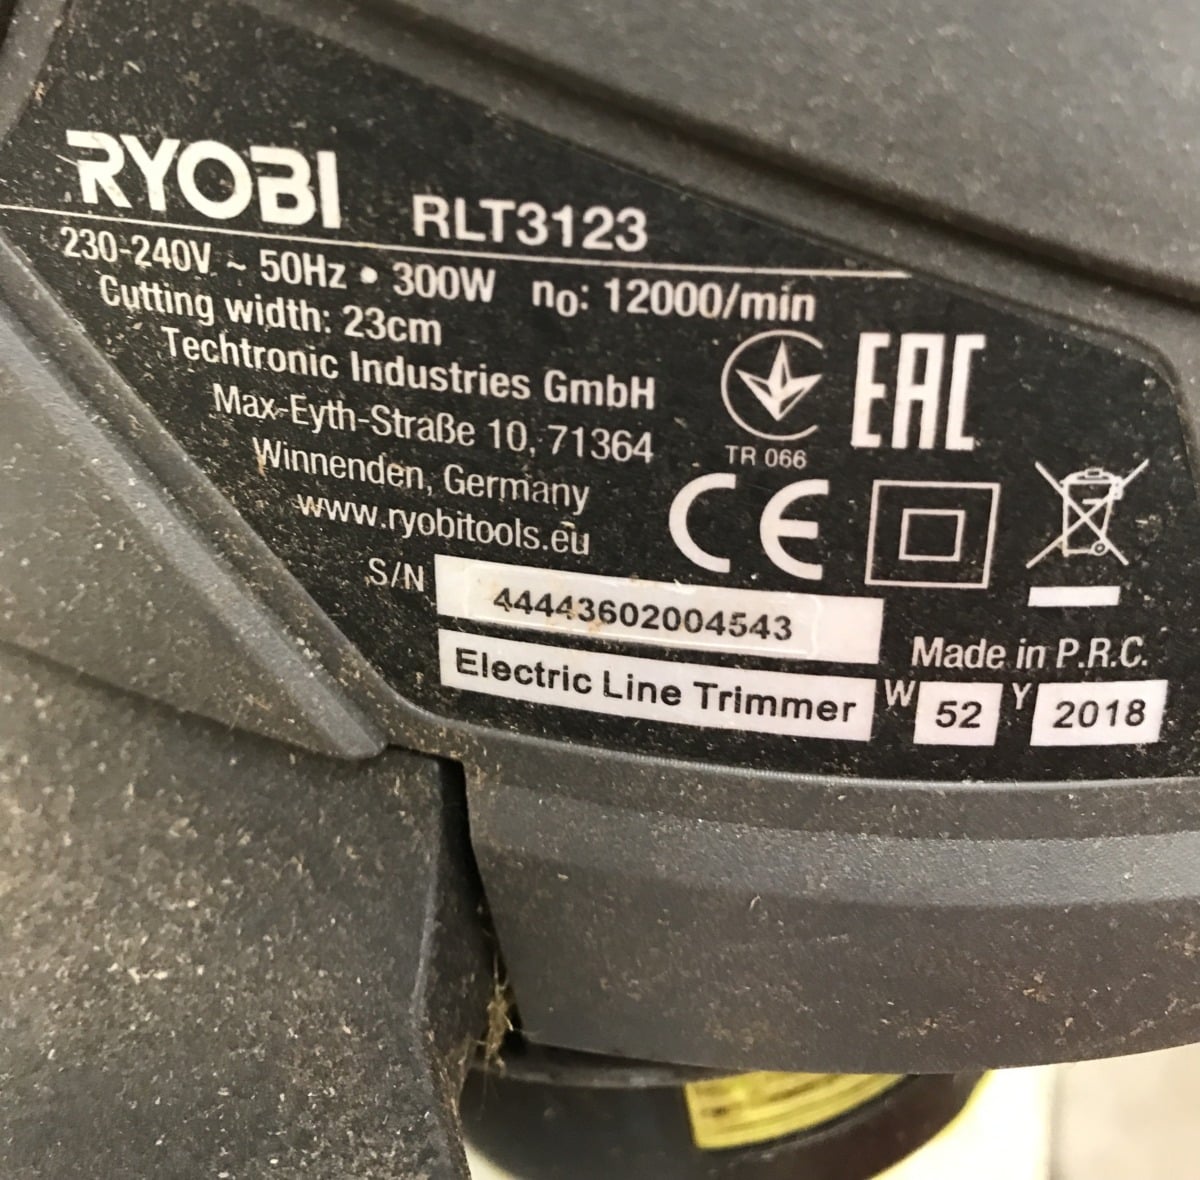 RYOBI RLT3123
230-240V ~ 50Hz • 300W n₀: 12000/min
Cutting width: 23cm
Techtronic Industries GmbH
Max-Eyth-Straße 10, 71364
Winnenden, Germany
www.ryobitools.eu
TR 066
EAC
CE
S/N 44443602004543
Made in P.R.C.
Electric Line Trimmer W 52 Y 2018